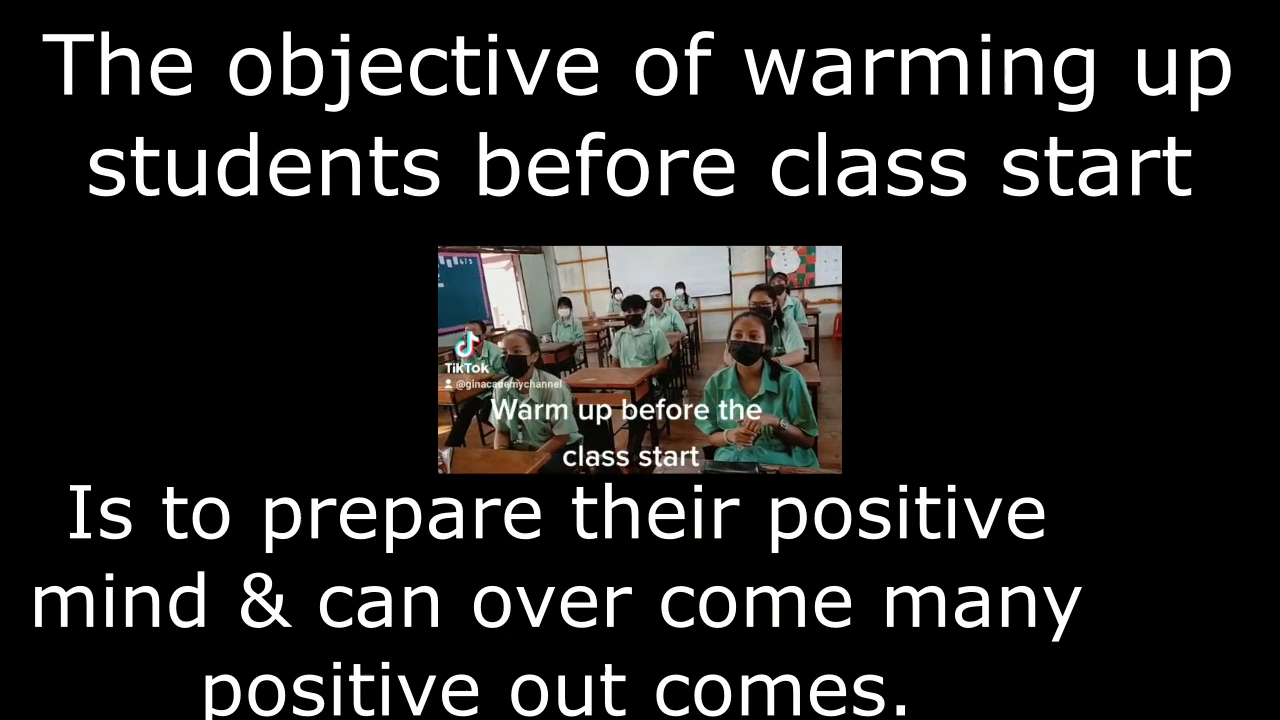 The objective of warming up
students before class start
TikTok
@ginacademychannel
Warm up before the
class start
Is to prepare their positive
mind & can over come many
positive out comes.